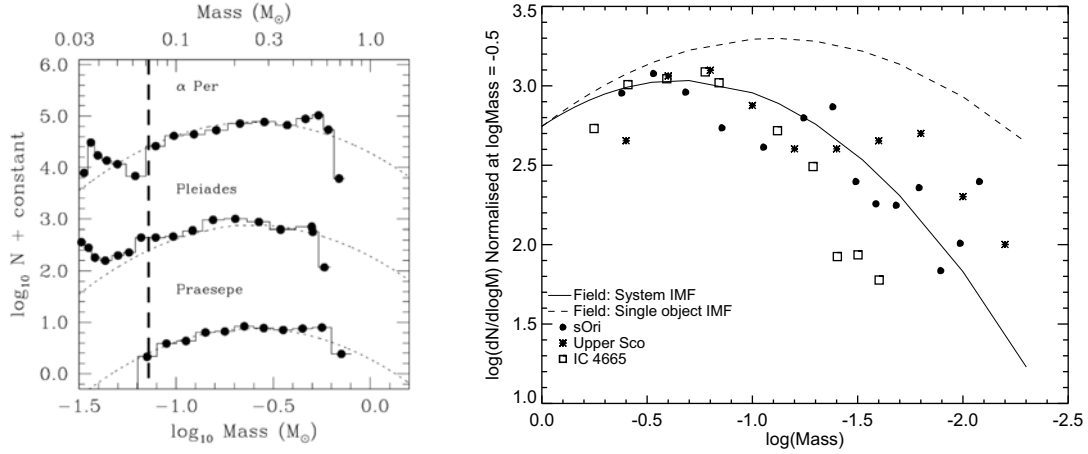 Mass (M☉)
0.03 0.1 0.3 1.0
6.0
α Per
5.0
4.0
Pleiades
3.0
2.0
Praesepe
1.0
0.0
log₁₀ N + constant
−1.5 −1.0 −0.5 0.0
log₁₀ Mass (M☉)
3.5
3.0
2.5
2.0
1.5
1.0
log(dN/dlogM) Normalised at logMass = -0.5
Field: System IMF
Field: Single object IMF
sOri
Upper Sco
IC 4665
0.0 -0.5 -1.0 -1.5 -2.0 -2.5
log(Mass)